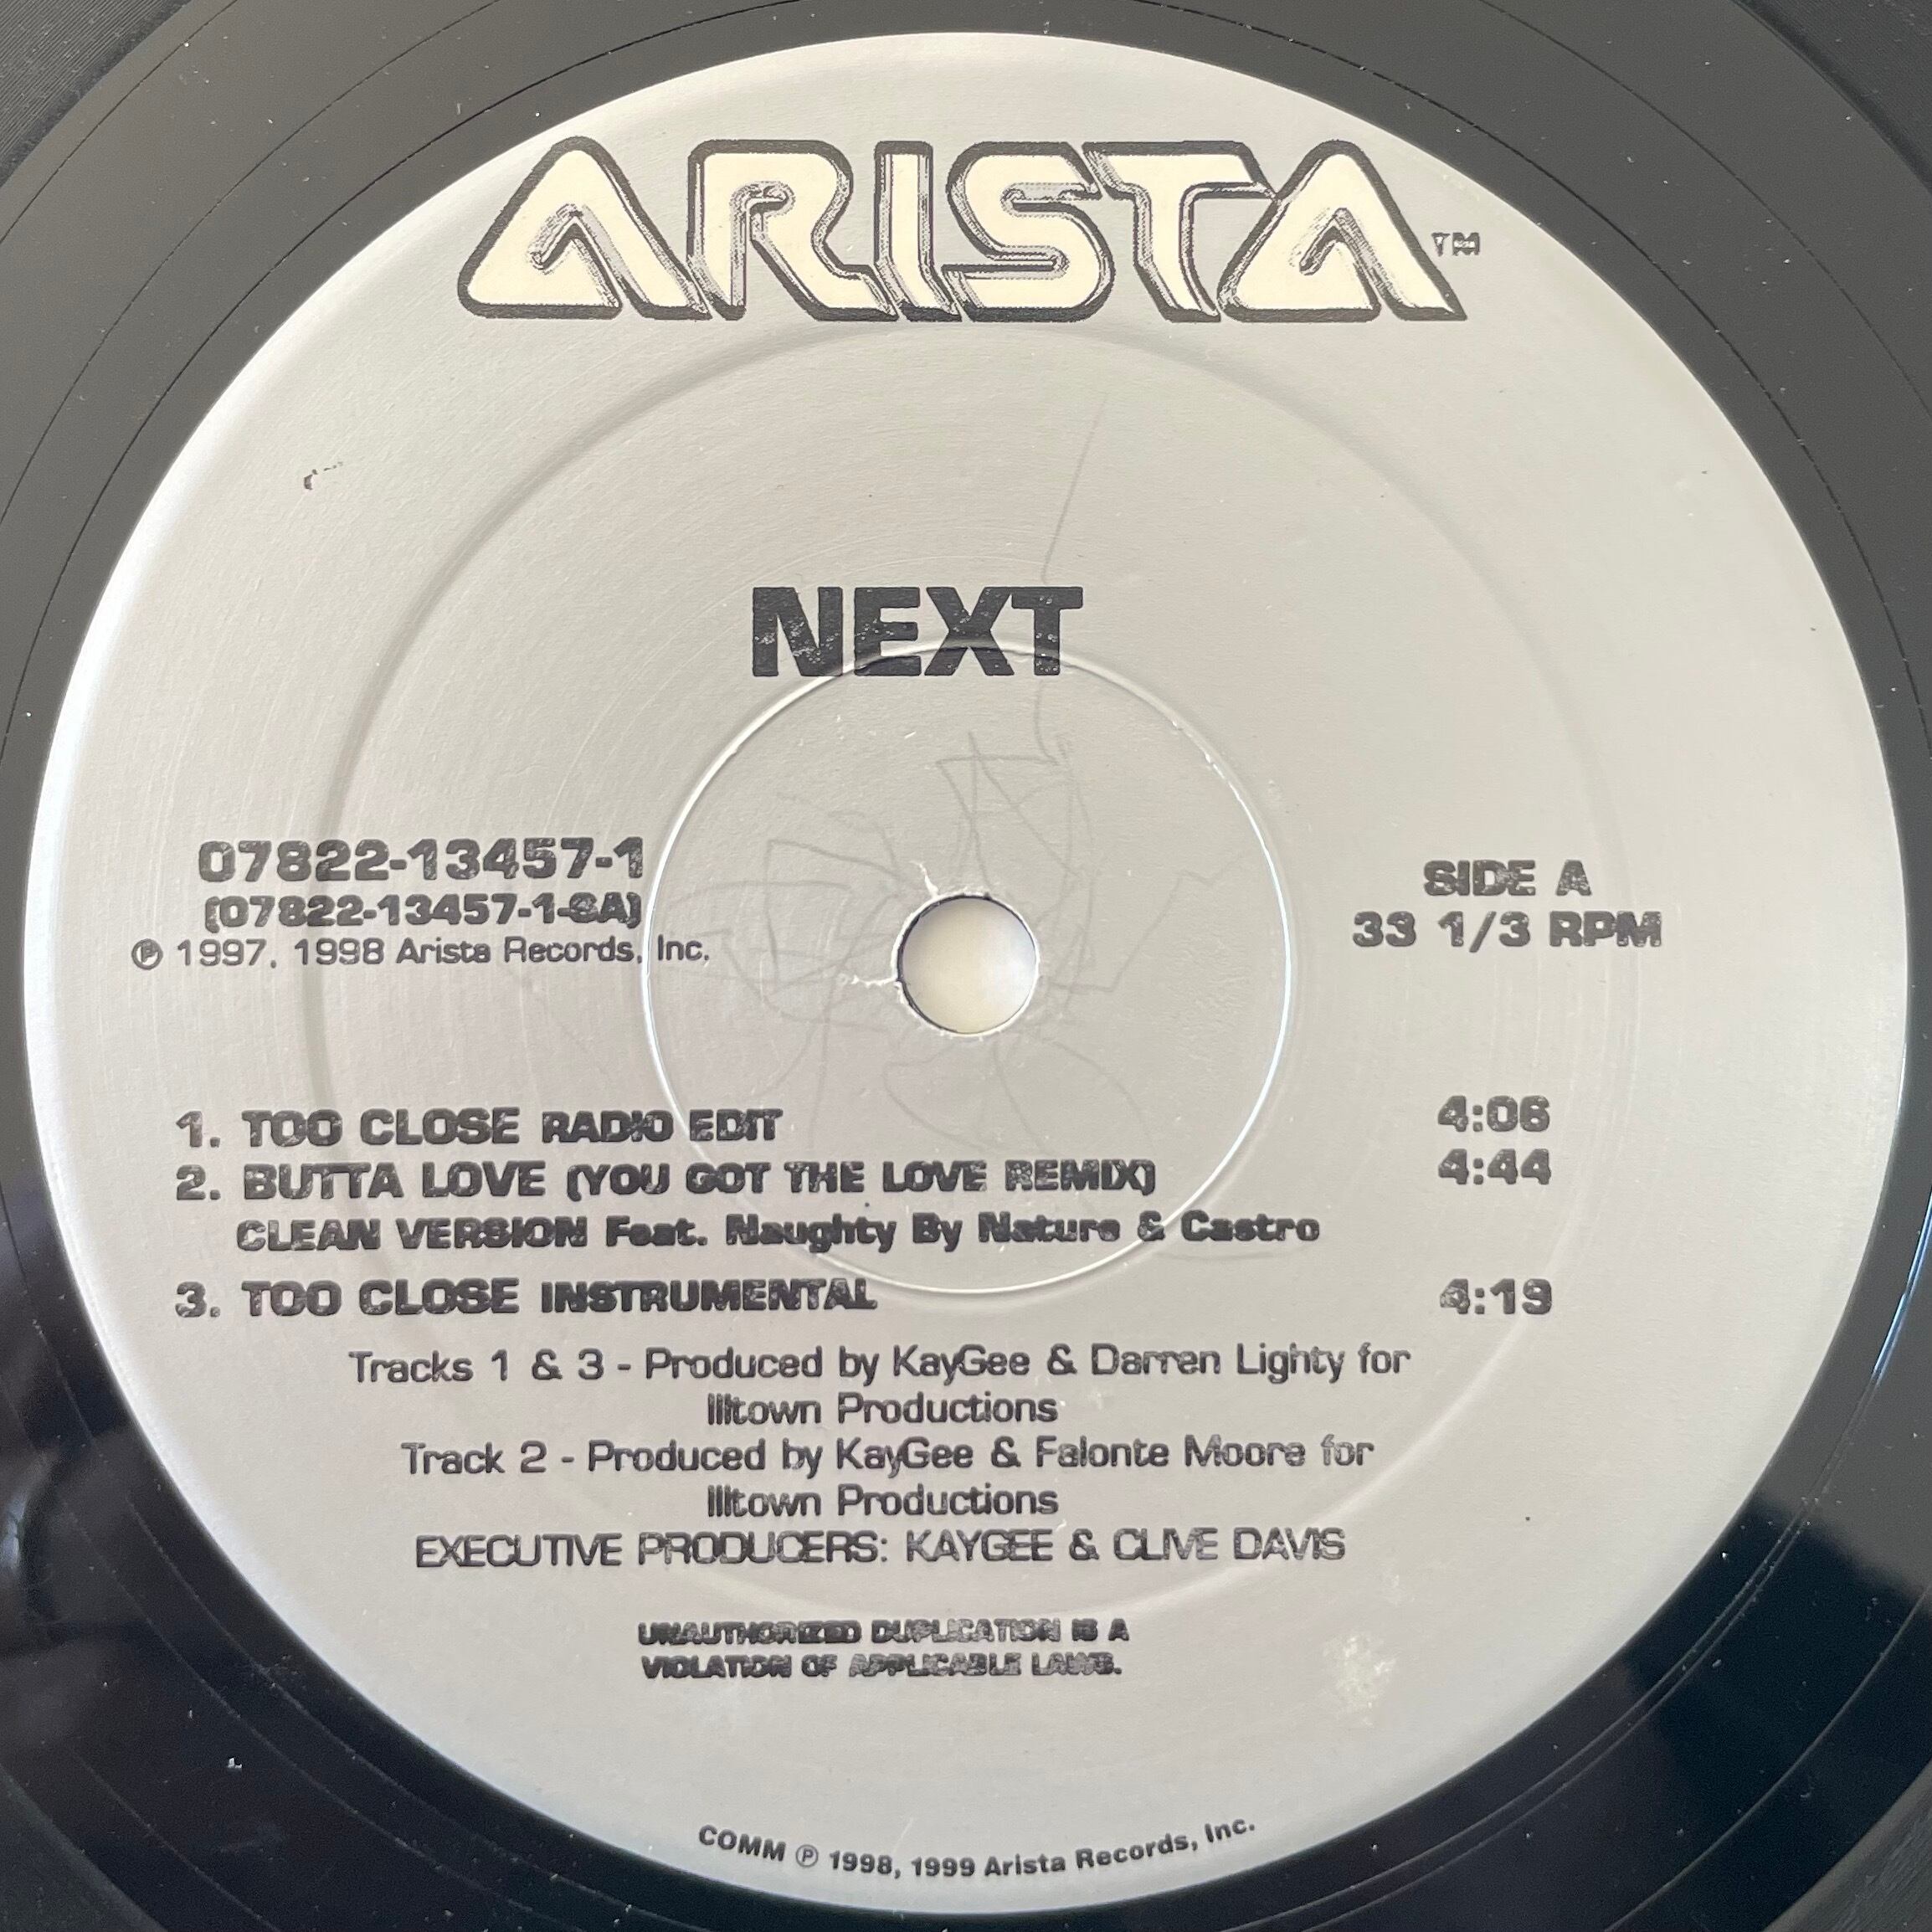 ARISTA™
NEXT
07822-13457-1
(07822-13457-1-SA)
℗ 1997, 1998 Arista Records, Inc.
SIDE A
33 1/3 RPM
1. TOO CLOSE RADIO EDIT 4:06
2. BUTTA LOVE (YOU GOT THE LOVE REMIX) 4:44
CLEAN VERSION Feat. Naughty By Nature & Castro
3. TOO CLOSE INSTRUMENTAL 4:19
Tracks 1 & 3 - Produced by KayGee & Darren Lighty for
Illtown Productions
Track 2 - Produced by KayGee & Falonte Moore for
Illtown Productions
EXECUTIVE PRODUCERS: KAYGEE & CLIVE DAVIS
UNAUTHORIZED DUPLICATION IS A
VIOLATION OF APPLICABLE LAWS.
COMM ℗ 1998, 1999 Arista Records, Inc.